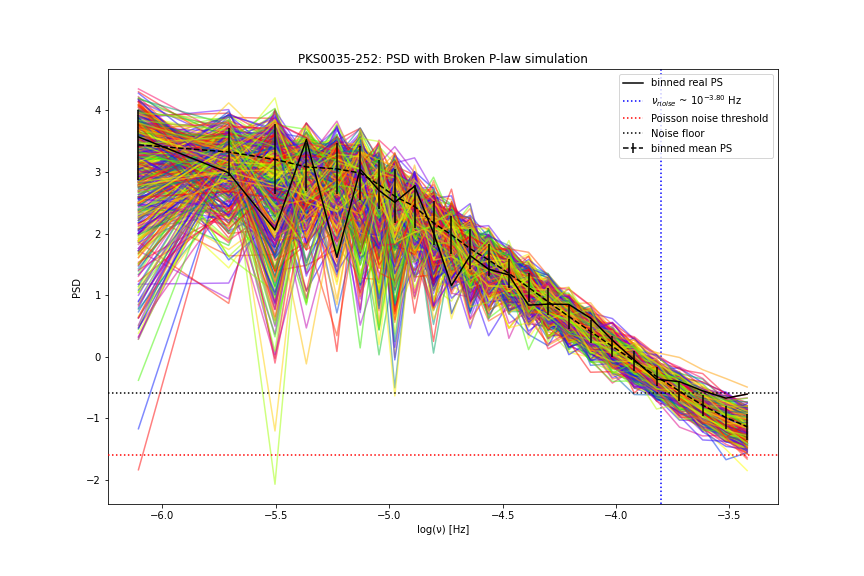 PKS0035-252: PSD with Broken P-law simulation
binned real PS
ν_noise ~ 10^−3.80 Hz
Poisson noise threshold
Noise floor
binned mean PS
PSD
4
3
2
1
0
−1
−2
−6.0 −5.5 −5.0 −4.5 −4.0 −3.5
log(ν) [Hz]